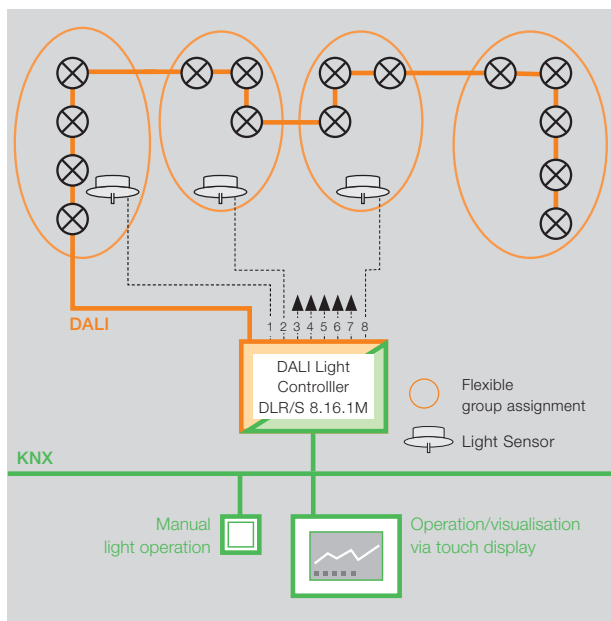 DALI
1 2 3 4 5 6 7 8
DALI Light
Controlller
DLR/S 8.16.1M
Flexible
group assignment
Light Sensor
KNX
Manual
light operation
Operation/visualisation
via touch display